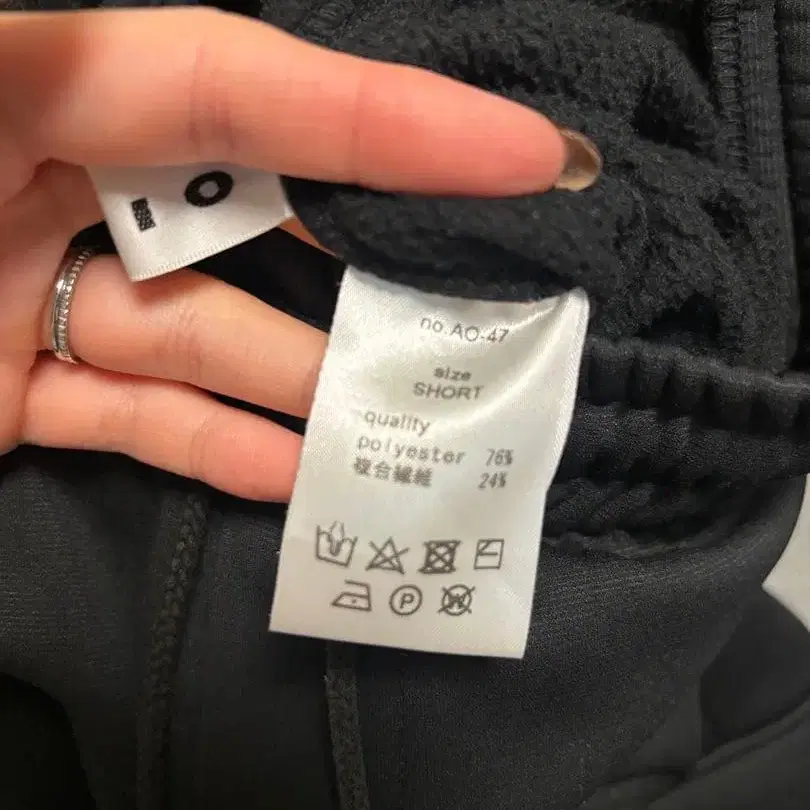 no.AO-47
size
SHORT
quality
polyester 76%
複合繊維 24%
P
W